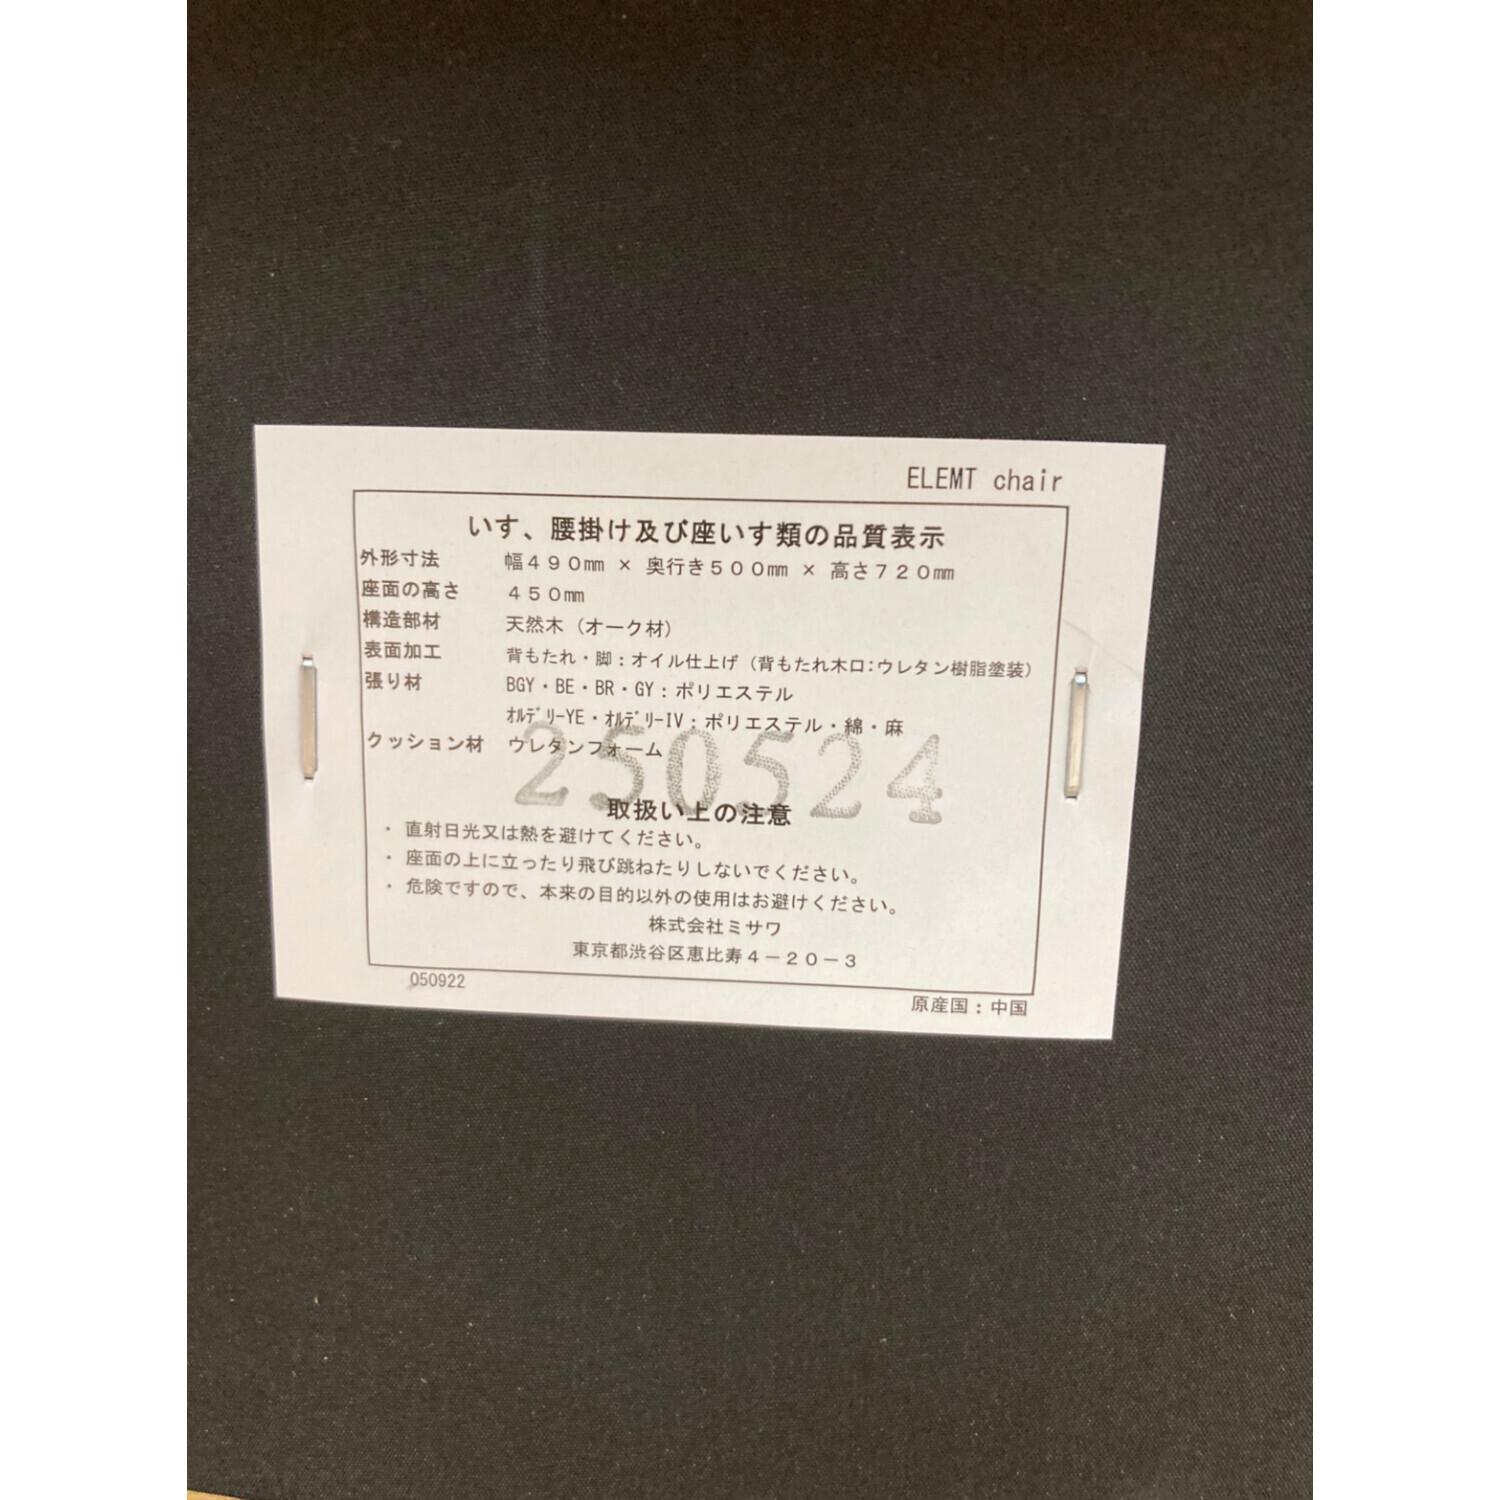 ELEMT chair
いす、腰掛け及び座いす類の品質表示
外形寸法 幅490mm × 奥行き500mm × 高さ720mm
座面の高さ 450mm
構造部材 天然木（オーク材）
表面加工 背もたれ・脚：オイル仕上げ（背もたれ木口：ウレタン樹脂塗装）
張り材 BGY・BE・BR・GY：ポリエステル
ｵﾙﾃﾞﾘｰYE・ｵﾙﾃﾞﾘｰIV：ポリエステル・綿・麻
クッション材 ウレタンフォーム
250524
取扱い上の注意
・ 直射日光又は熱を避けてください。
・ 座面の上に立ったり飛び跳ねたりしないでください。
・ 危険ですので、本来の目的以外の使用はお避けください。
株式会社ミサワ
東京都渋谷区恵比寿4－20－3
050922
原産国：中国